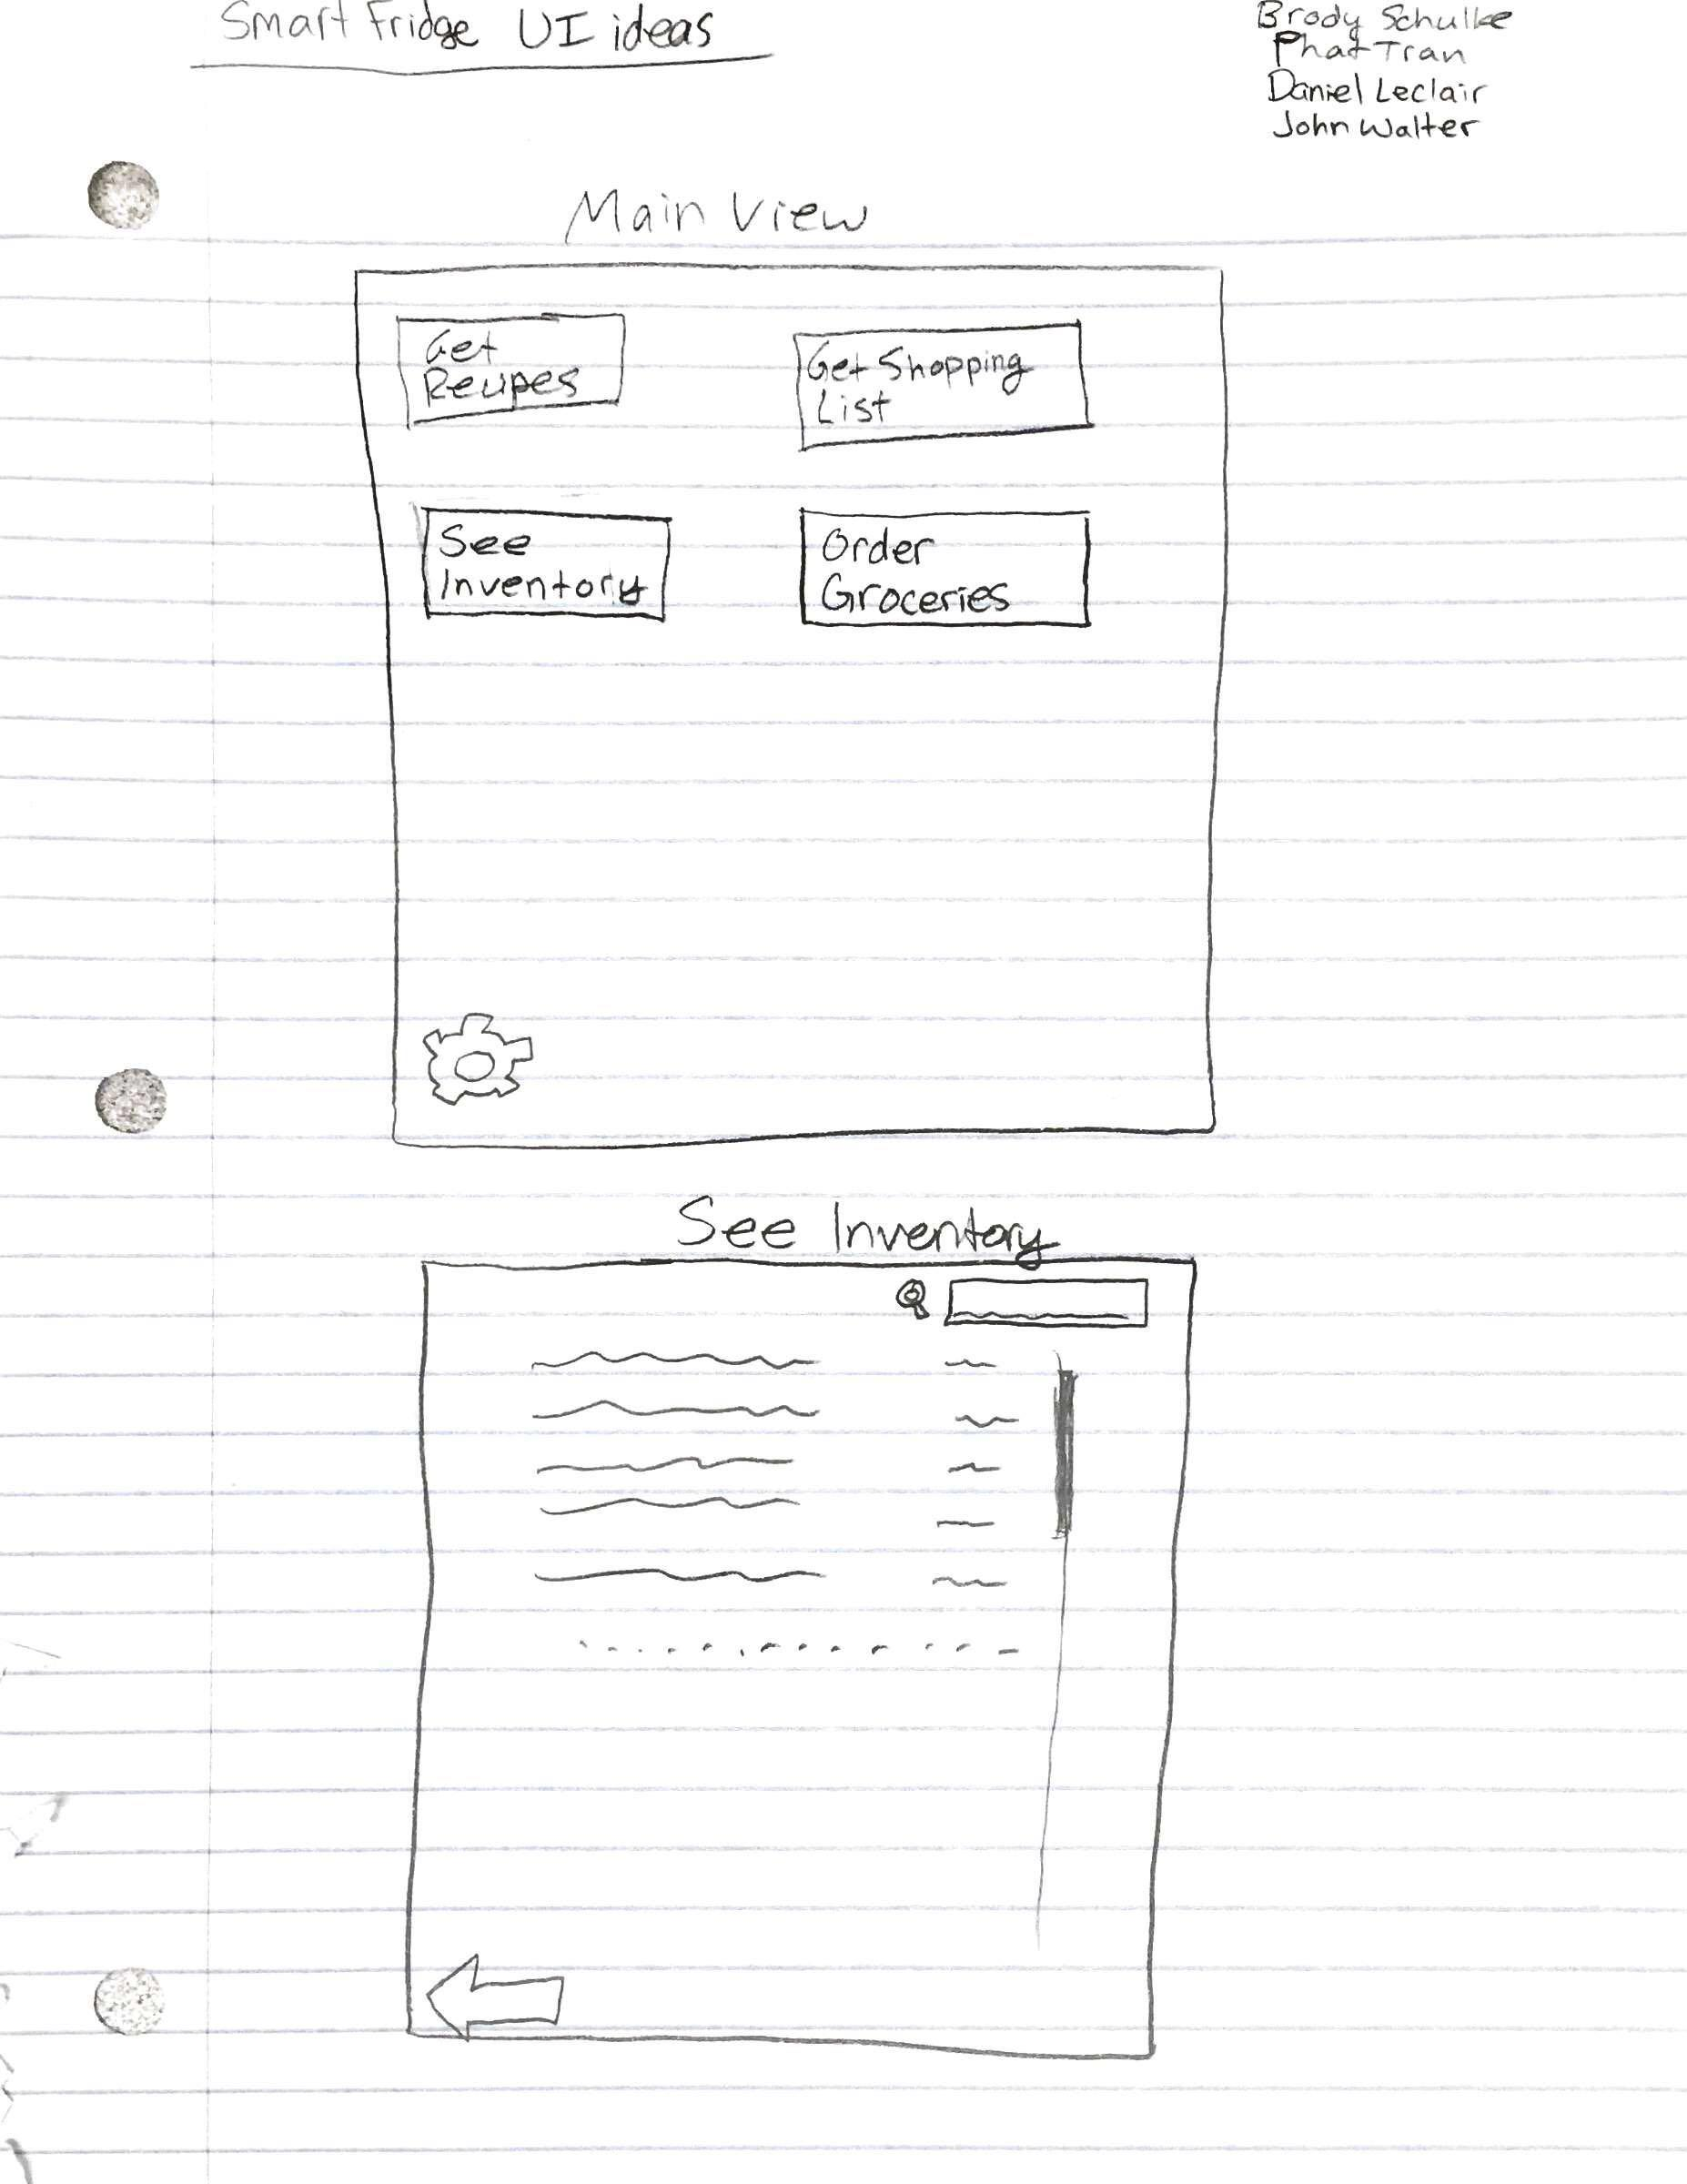 Smart Fridge UI ideas
Brody Schulke
Phat Tran
Daniel Leclair
John Walter
Main View
Get
Recipes
Get Shopping
List
See
Inventory
Order
Groceries
See Inventory